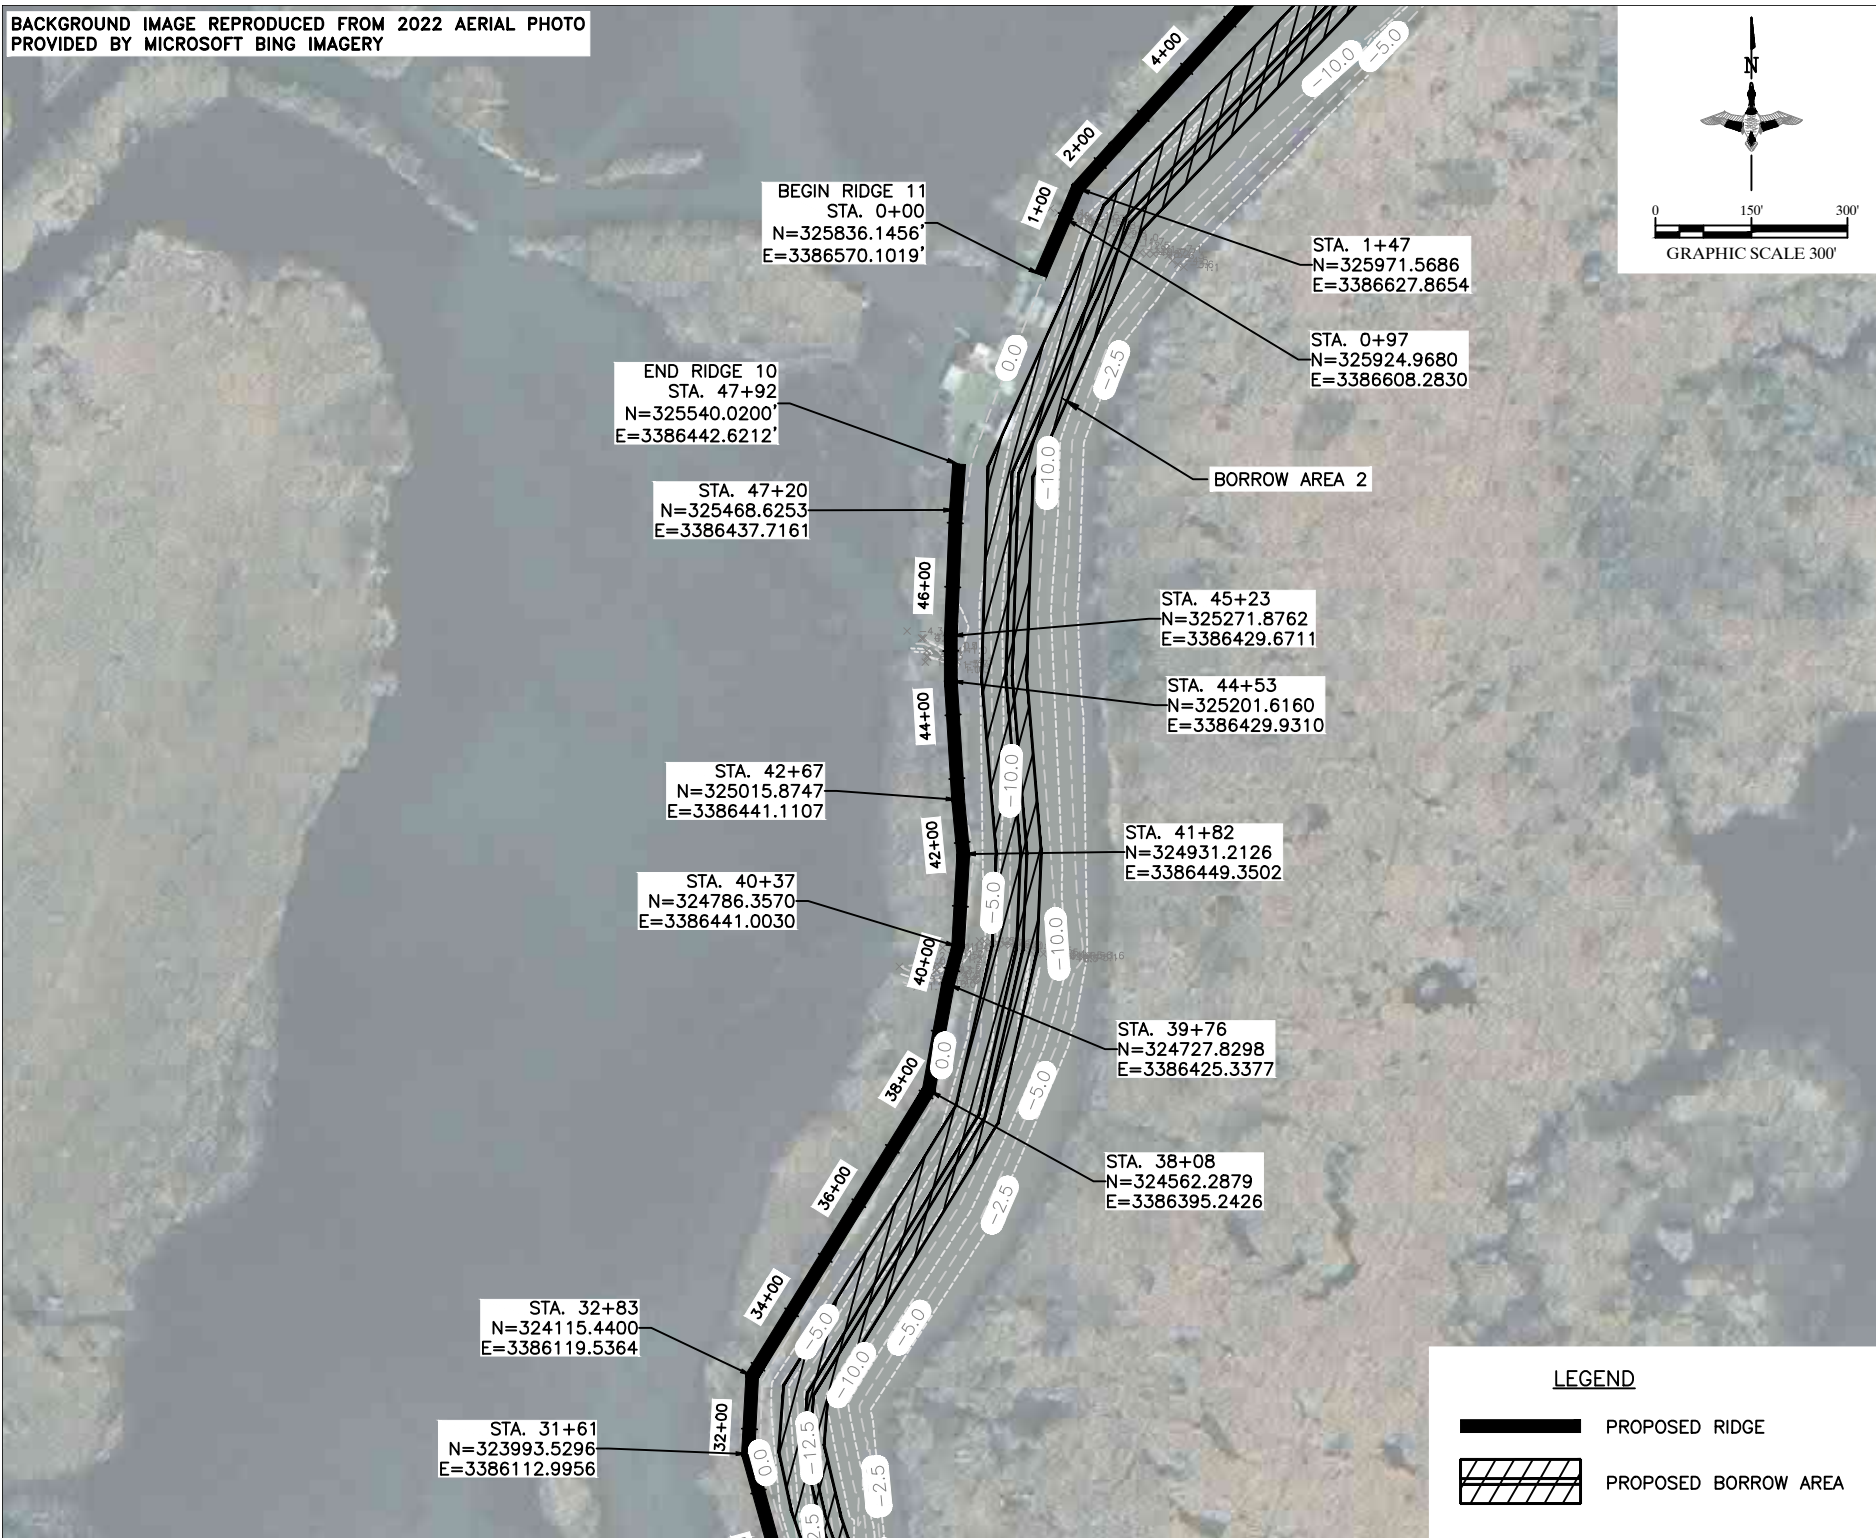 BACKGROUND IMAGE REPRODUCED FROM 2022 AERIAL PHOTO
PROVIDED BY MICROSOFT BING IMAGERY
N
0 150' 300'
GRAPHIC SCALE 300'
4+00
-10.0
-5.0
2+00
1+00
BEGIN RIDGE 11
STA. 0+00
N=325836.1456'
E=3386570.1019'
STA. 1+47
N=325971.5686
E=3386627.8654
STA. 0+97
N=325924.9680
E=3386608.2830
0.0
-2.5
END RIDGE 10
STA. 47+92
N=325540.0200'
E=3386442.6212'
-10.0
BORROW AREA 2
STA. 47+20
N=325468.6253
E=3386437.7161
46+00
STA. 45+23
N=325271.8762
E=3386429.6711
STA. 44+53
N=325201.6160
E=3386429.9310
44+00
STA. 42+67
N=325015.8747
E=3386441.1107
-10.0
42+00
STA. 41+82
N=324931.2126
E=3386449.3502
STA. 40+37
N=324786.3570
E=3386441.0030
-5.0
-10.0
40+00
STA. 39+76
N=324727.8298
E=3386425.3377
0.0
38+00
-5.0
STA. 38+08
N=324562.2879
E=3386395.2426
36+00
-2.5
34+00
STA. 32+83
N=324115.4400
E=3386119.5364
-5.0
-5.0
-10.0
32+00
STA. 31+61
N=323993.5296
E=3386112.9956
0.0
-12.5
-2.5
LEGEND
PROPOSED RIDGE
PROPOSED BORROW AREA